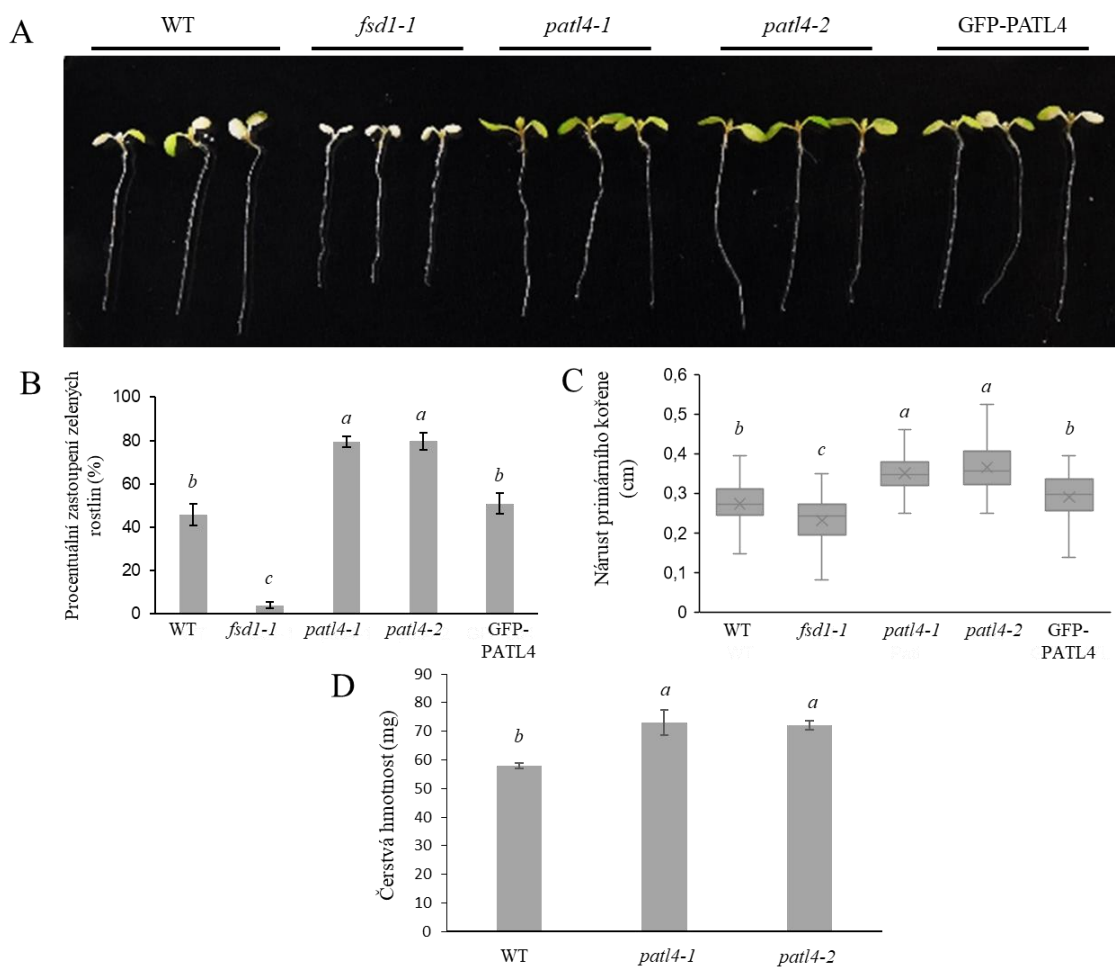 A
WT
fsd1-1
patl4-1
patl4-2
GFP-PATL4
B
Procentuální zastoupení zelených
rostlin (%)
100
80
60
40
20
0
b
c
a
a
b
WT
fsd1-1
patl4-1
patl4-2
GFP-
PATL4
C
Nárust primárního kořene
(cm)
0,6
0,5
0,4
0,3
0,2
0,1
0
b
c
a
a
b
WT
fsd1-1
patl4-1
patl4-2
GFP-
PATL4
D
Čerstvá hmotnost (mg)
90
80
70
60
50
40
30
20
10
0
b
a
a
WT
patl4-1
patl4-2